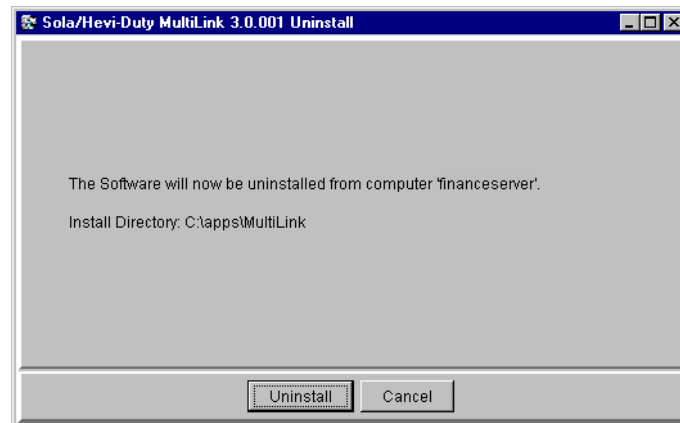 Sola/Hevi-Duty MultiLink 3.0.001 Uninstall
The Software will now be uninstalled from computer 'financeserver'.
Install Directory: C:\apps\MultiLink
Uninstall
Cancel